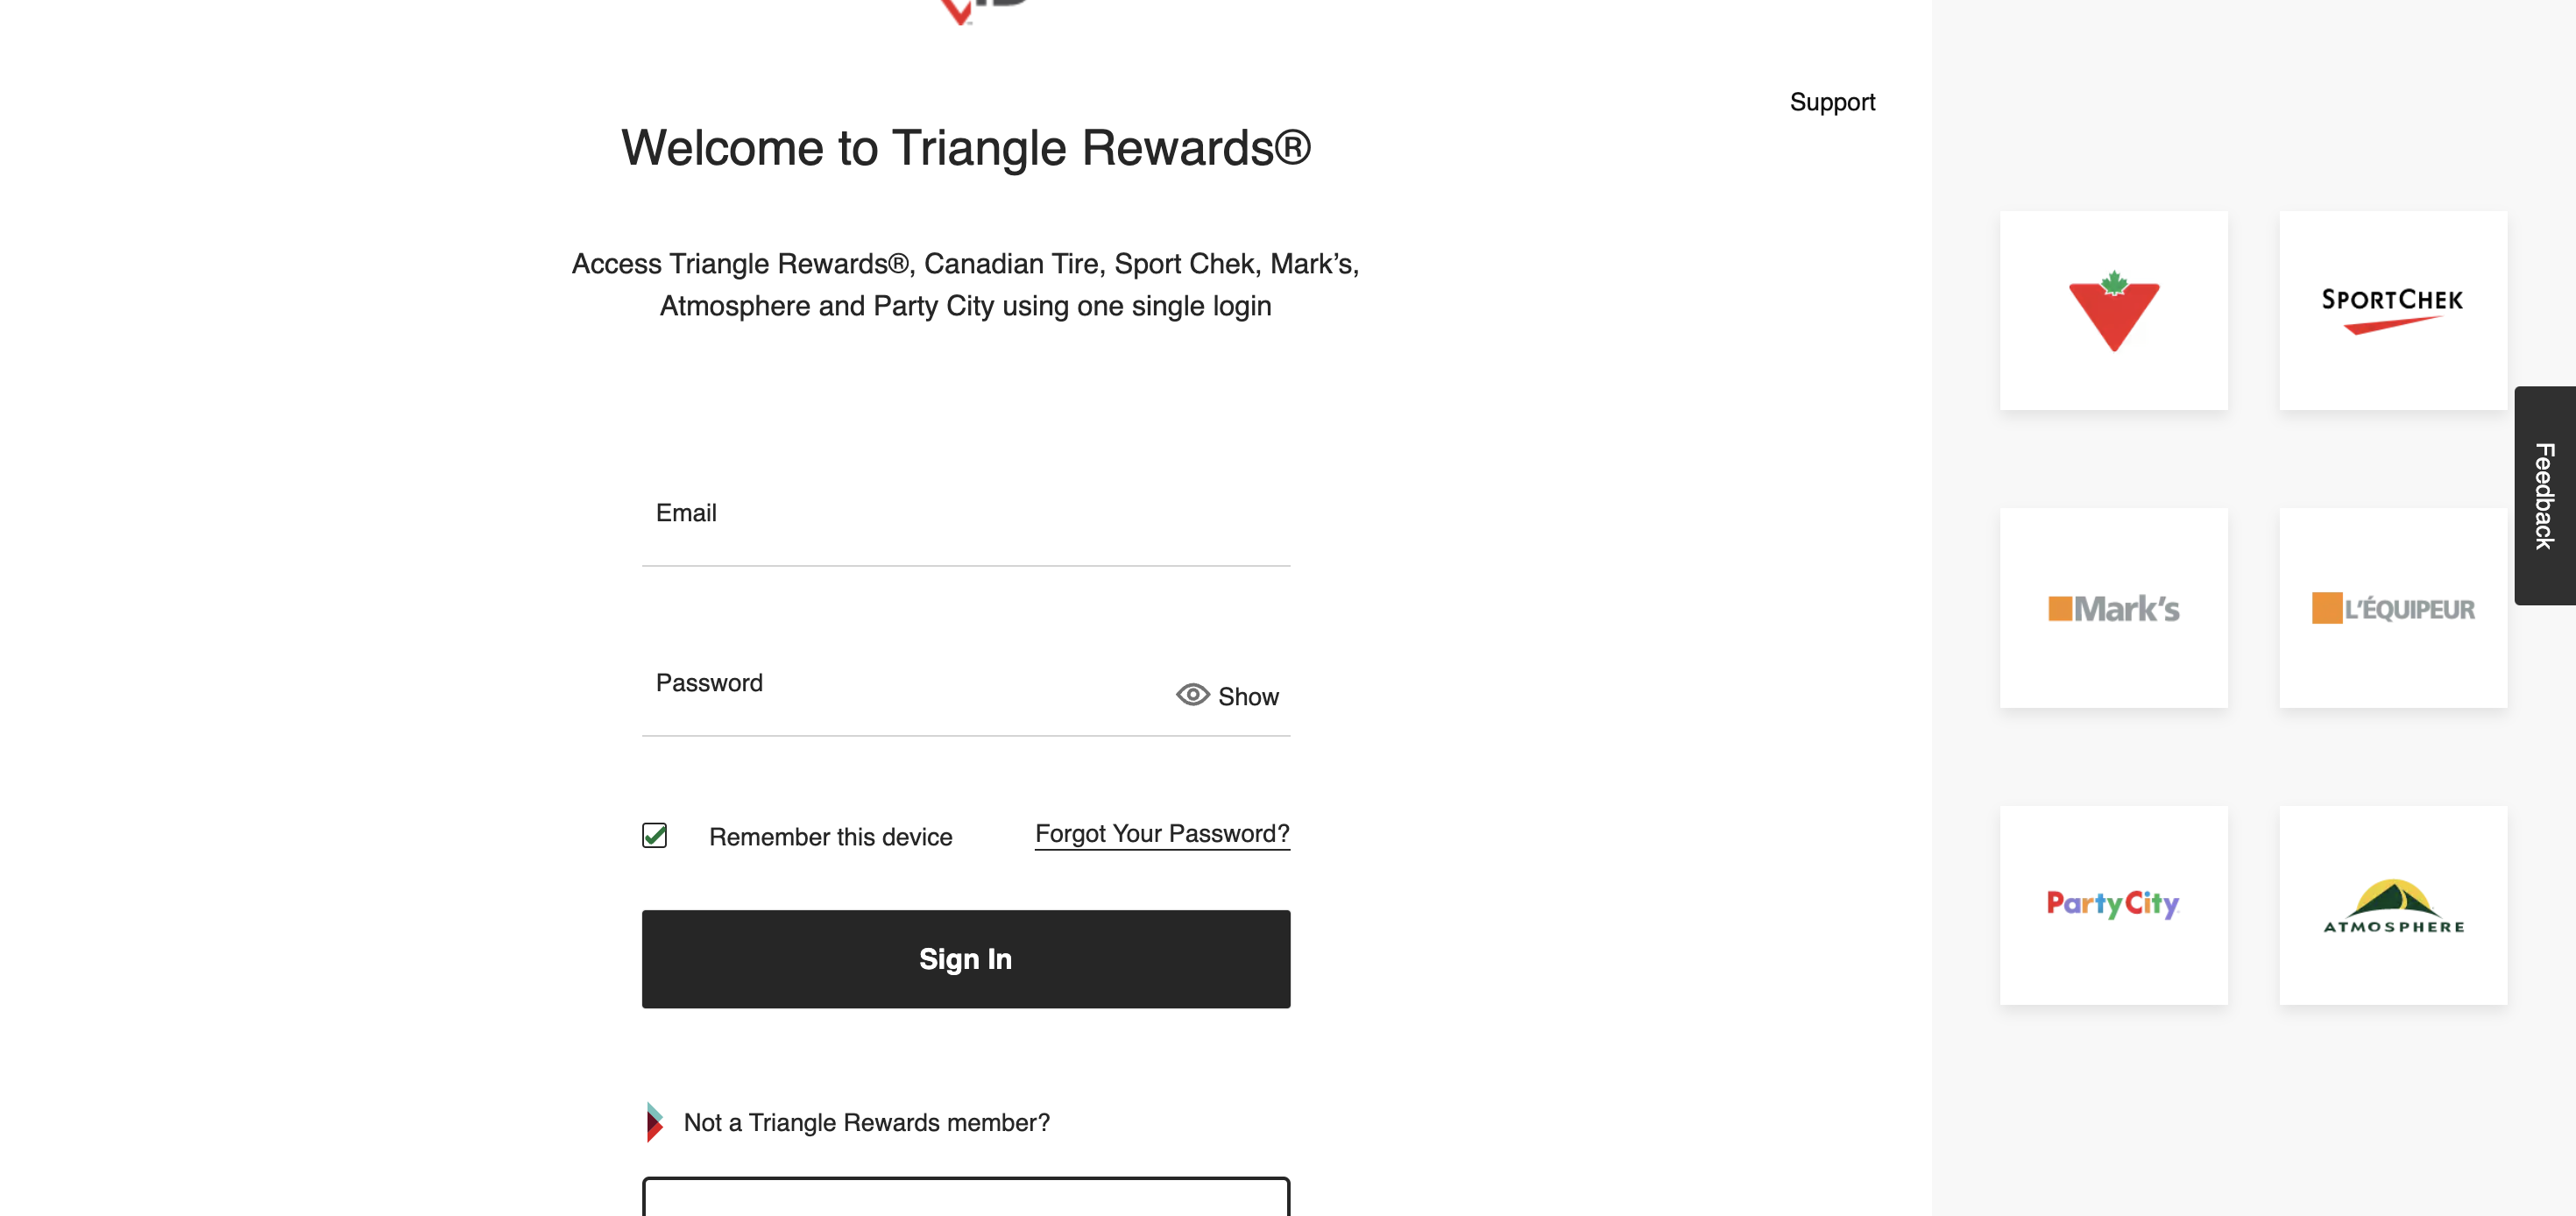 Support
Welcome to Triangle Rewards®
Access Triangle Rewards®, Canadian Tire, Sport Chek, Mark’s,
Atmosphere and Party City using one single login
Email
Password
Show
Remember this device
Forgot Your Password?
Sign In
Not a Triangle Rewards member?
SPORTCHEK
Mark’s
L’ÉQUIPEUR
PartyCity
ATMOSPHERE
Feedback